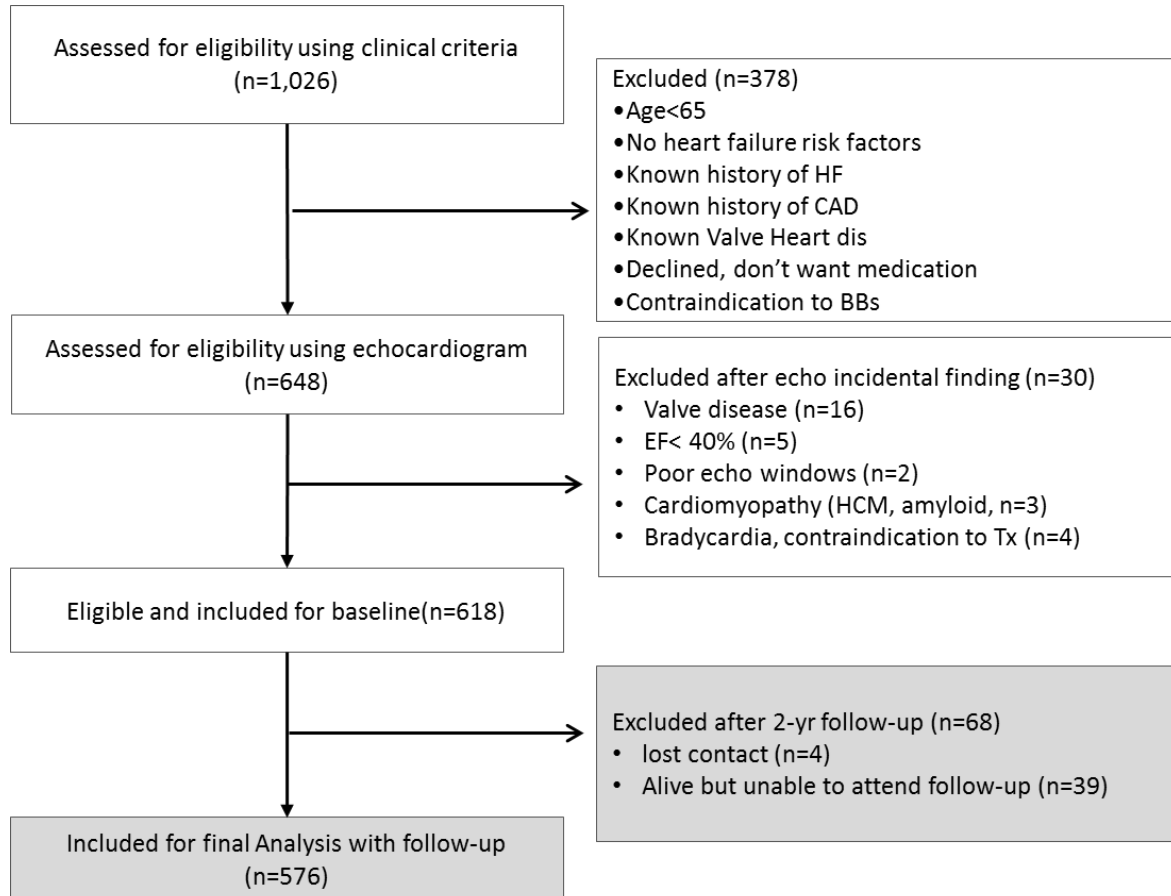 Assessed for eligibility using clinical criteria
(n=1,026)
Excluded (n=378)
•Age<65
•No heart failure risk factors
•Known history of HF
•Known history of CAD
•Known Valve Heart dis
•Declined, don’t want medication
•Contraindication to BBs
Assessed for eligibility using echocardiogram
(n=648)
Excluded after echo incidental finding (n=30)
• Valve disease (n=16)
• EF< 40% (n=5)
• Poor echo windows (n=2)
• Cardiomyopathy (HCM, amyloid, n=3)
• Bradycardia, contraindication to Tx (n=4)
Eligible and included for baseline(n=618)
Excluded after 2-yr follow-up (n=68)
• lost contact (n=4)
• Alive but unable to attend follow-up (n=39)
Included for final Analysis with follow-up
(n=576)